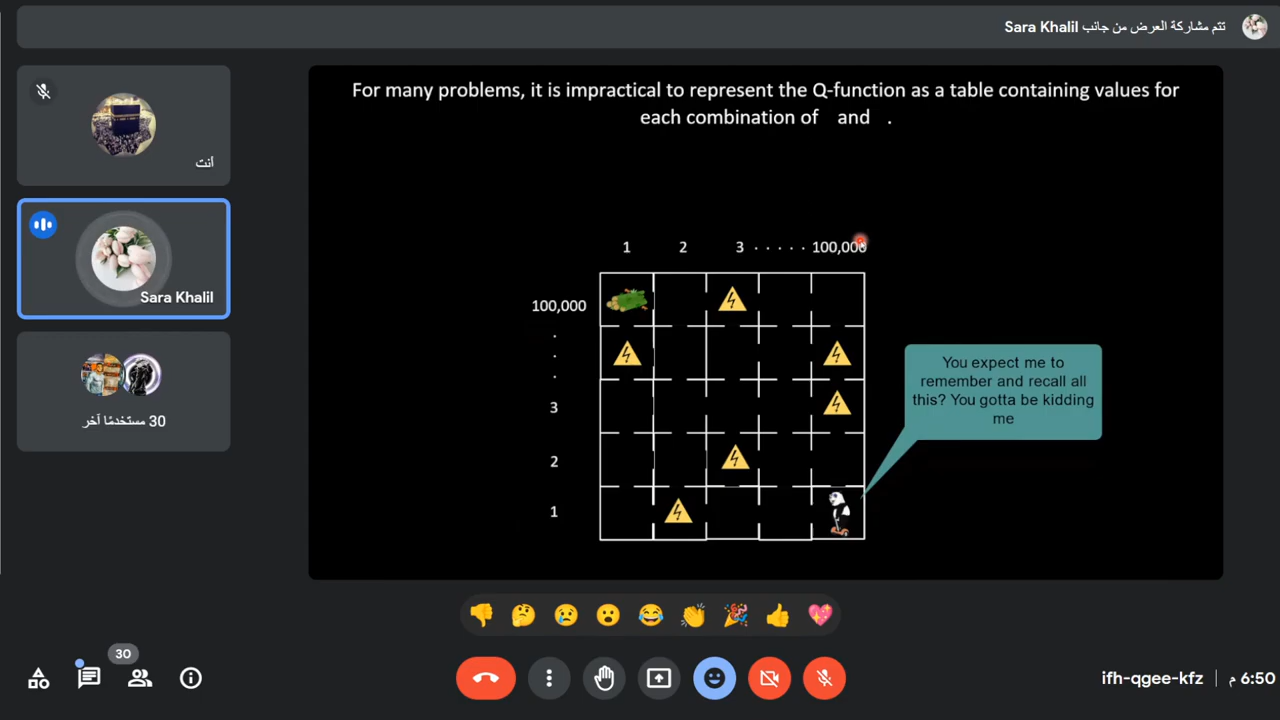 تتم مشاركة العرض من جانب Sara Khalil
أنت
Sara Khalil
30 مستخدمًا آخر
For many problems, it is impractical to represent the Q-function as a table containing values for
each combination of and .
1 2 3 · · · · · 100,000
100,000
.
.
.
3
2
1
You expect me to
remember and recall all
this? You gotta be kidding
me
30
ifh-qgee-kfz | 6:50 م